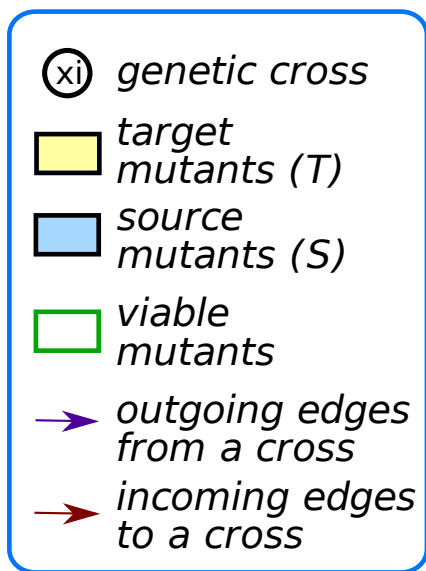 xi genetic cross
target
mutants (T)
source
mutants (S)
viable
mutants
outgoing edges
from a cross
incoming edges
to a cross